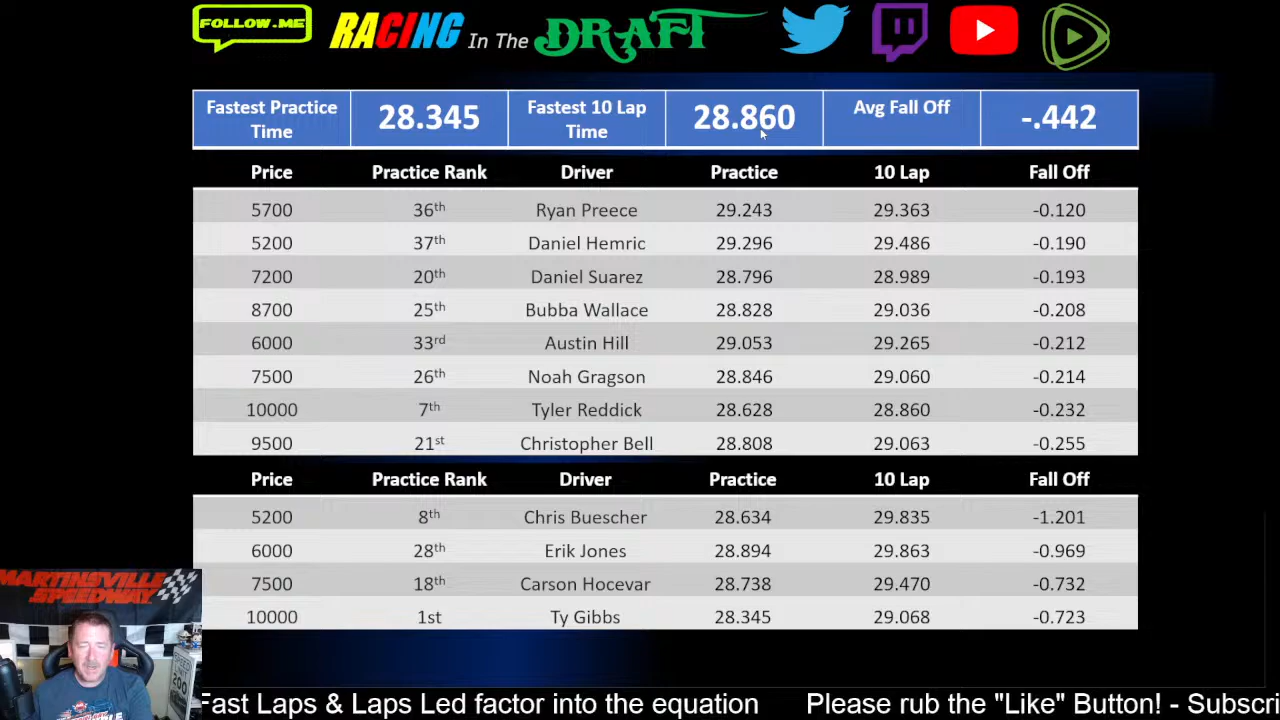 FOLLOW.ME
RACING In The DRAFT
Fastest Practice Time 28.345 Fastest 10 Lap Time 28.860 Avg Fall Off -.442
Price Practice Rank Driver Practice 10 Lap Fall Off
5700 36th Ryan Preece 29.243 29.363 -0.120
5200 37th Daniel Hemric 29.296 29.486 -0.190
7200 20th Daniel Suarez 28.796 28.989 -0.193
8700 25th Bubba Wallace 28.828 29.036 -0.208
6000 33rd Austin Hill 29.053 29.265 -0.212
7500 26th Noah Gragson 28.846 29.060 -0.214
10000 7th Tyler Reddick 28.628 28.860 -0.232
9500 21st Christopher Bell 28.808 29.063 -0.255
Price Practice Rank Driver Practice 10 Lap Fall Off
5200 8th Chris Buescher 28.634 29.835 -1.201
6000 28th Erik Jones 28.894 29.863 -0.969
7500 18th Carson Hocevar 28.738 29.470 -0.732
10000 1st Ty Gibbs 28.345 29.068 -0.723
MARTINSVILLE
SPEEDWAY
200
Fast Laps & Laps Led factor into the equation Please rub the "Like" Button! - Subscri